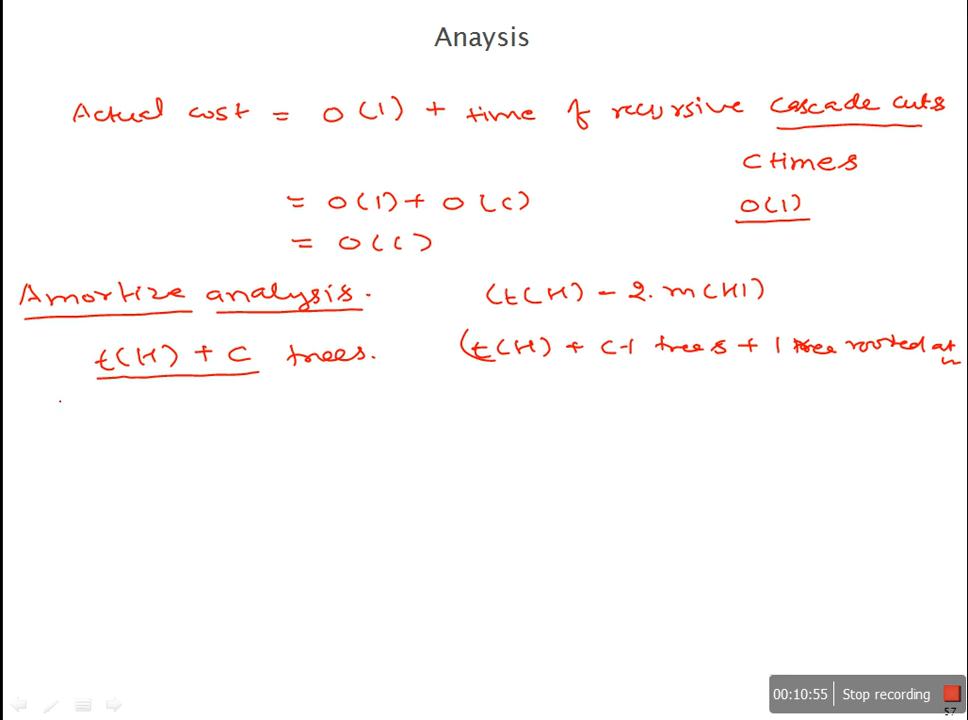 Anaysis
Actual cost = O(1) + time of recursive cascade cuts
C times
= O(1) + O(C)
O(1)
= O(C)
Amortize analysis.
(t(H) - 2.m(H))
t(H) + C trees.
(t(H) + C-1 trees + 1 tree rooted at
00:10:55 Stop recording
57